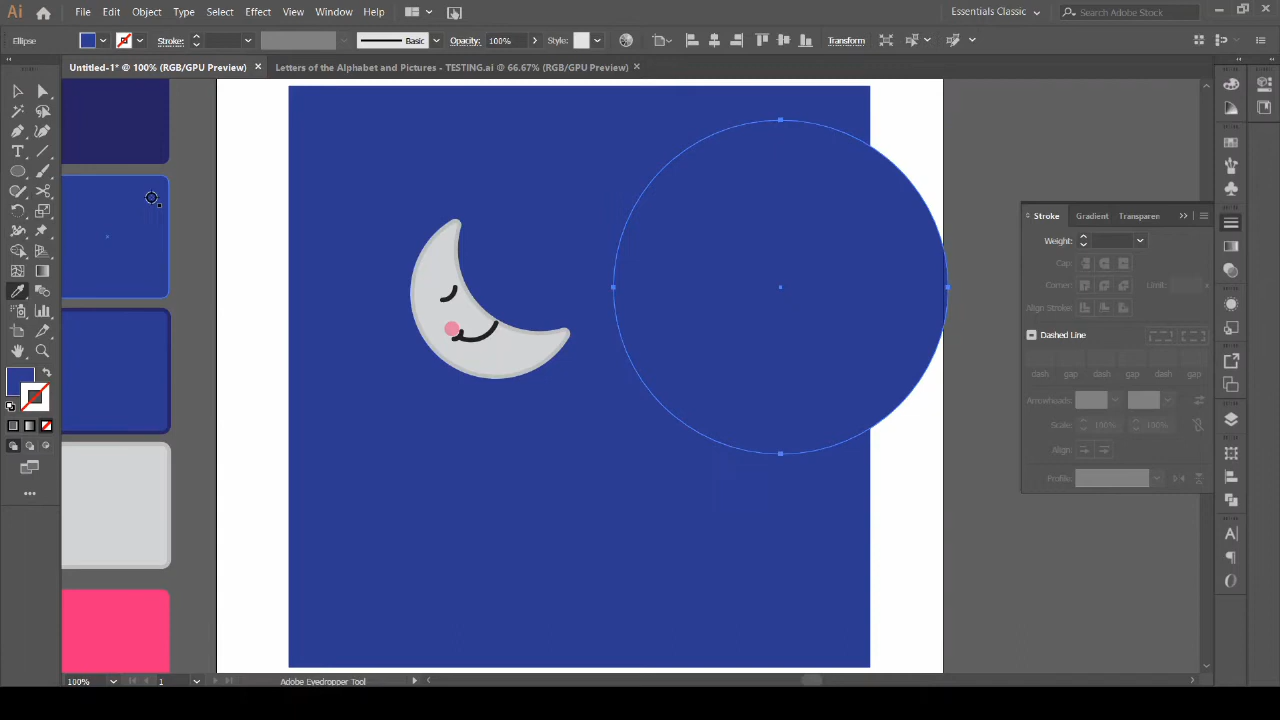 Ai File Edit Object Type Select Effect View Window Help Essentials Classic Search Adobe Stock
Ellipse Stroke: Basic Opacity: 100% Style: Transform
Untitled-1* @ 100% (RGB/GPU Preview) × Letters of the Alphabet and Pictures - TESTING.ai @ 66.67% (RGB/GPU Preview) ×
Stroke Gradient Transparen
Weight:
Cap:
Corner: Limit: x
Align Stroke:
Dashed Line
dash gap dash gap dash gap
Arrowheads:
Scale: 100% 100%
Align:
Profile:
100% 1 Adobe Eyedropper Tool